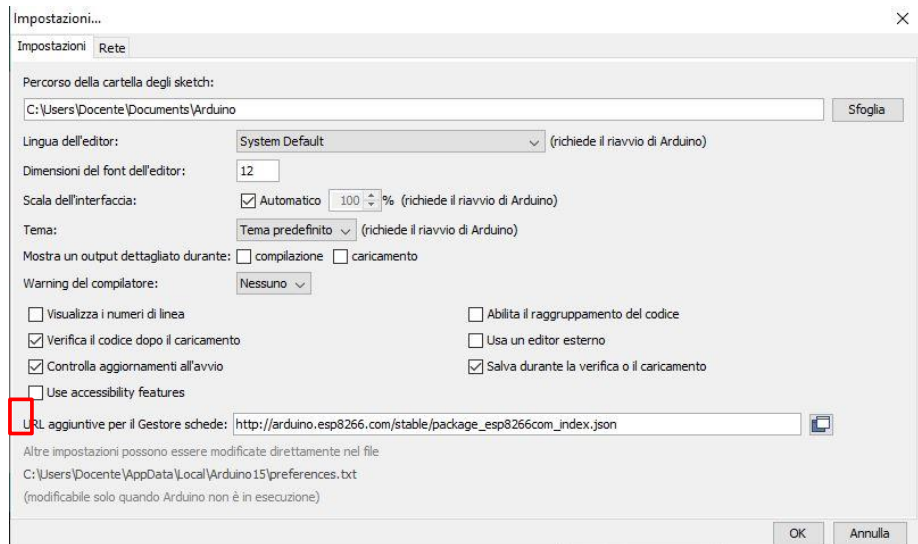 Impostazioni...
Impostazioni Rete
Percorso della cartella degli sketch:
C:\Users\Docente\Documents\Arduino Sfoglia
Lingua dell'editor: System Default (richiede il riavvio di Arduino)
Dimensioni del font dell'editor: 12
Scala dell'interfaccia: Automatico 100 % (richiede il riavvio di Arduino)
Tema: Tema predefinito (richiede il riavvio di Arduino)
Mostra un output dettagliato durante: compilazione caricamento
Warning del compilatore: Nessuno
Visualizza i numeri di linea Abilita il raggruppamento del codice
Verifica il codice dopo il caricamento Usa un editor esterno
Controlla aggiornamenti all'avvio Salva durante la verifica o il caricamento
Use accessibility features
URL aggiuntive per il Gestore schede: http://arduino.esp8266.com/stable/package_esp8266com_index.json
Altre impostazioni possono essere modificate direttamente nel file
C:\Users\Docente\AppData\Local\Arduino15\preferences.txt
(modificabile solo quando Arduino non è in esecuzione)
OK Annulla